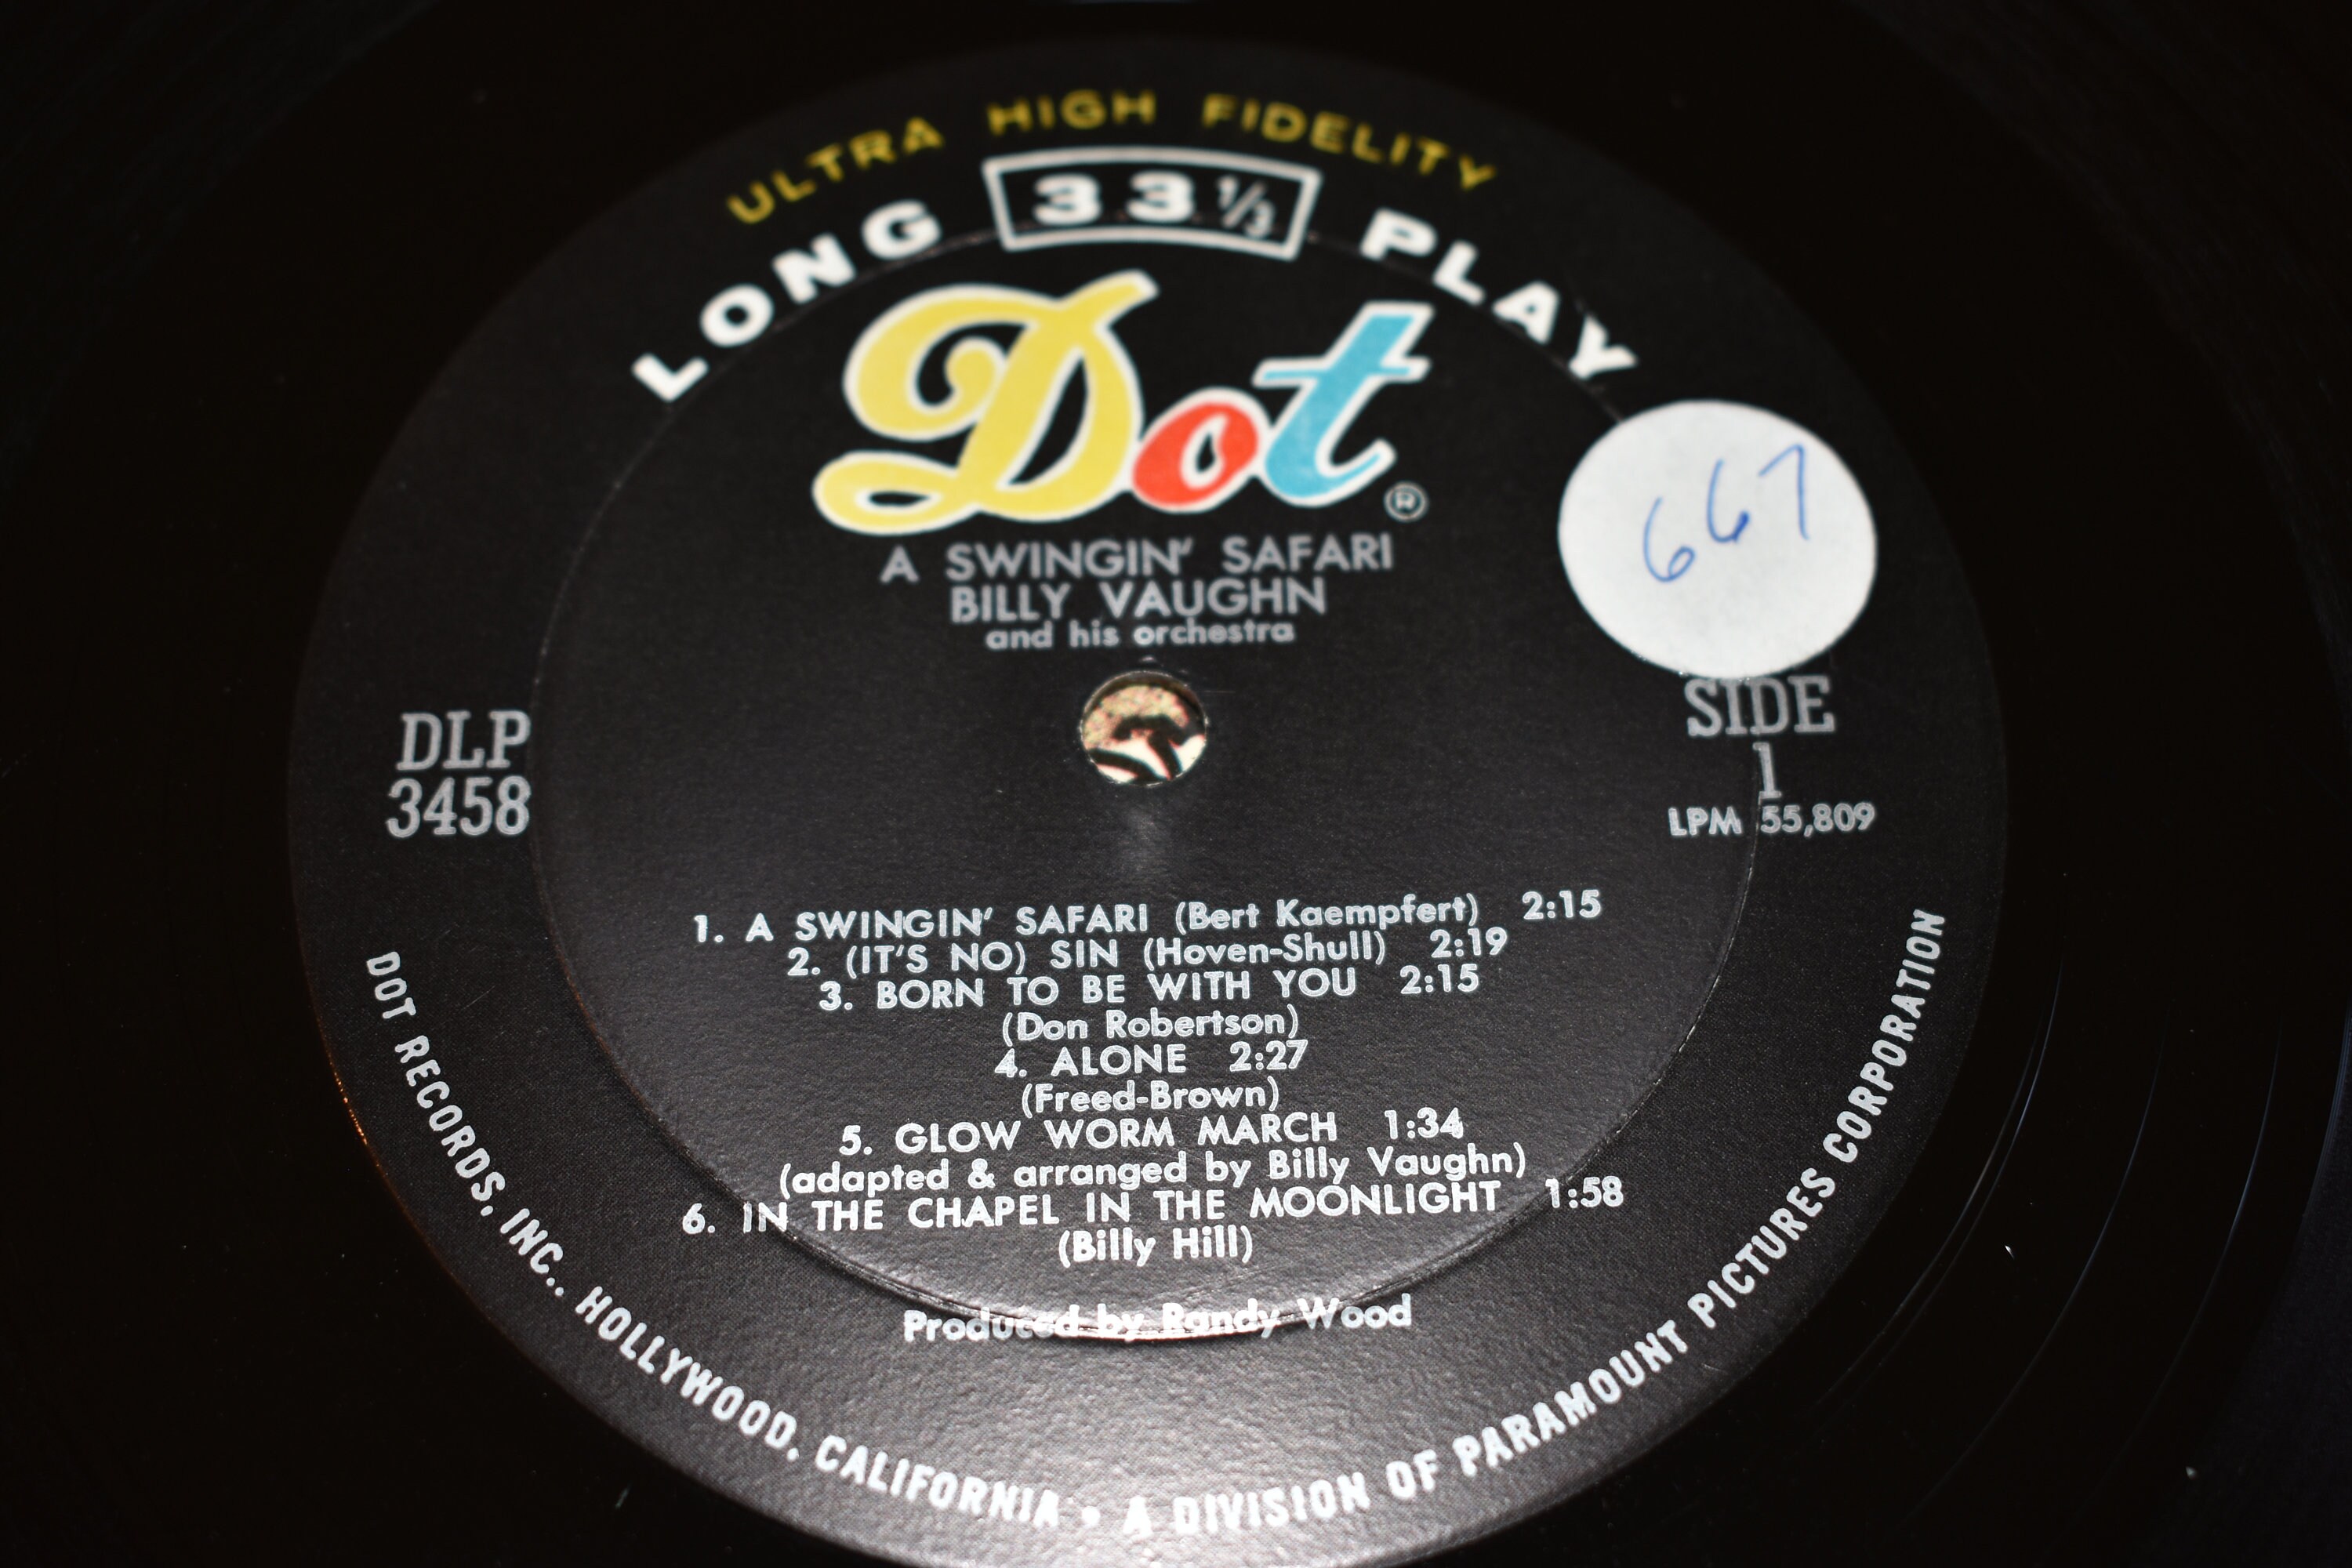 ULTRA HIGH FIDELITY
LONG 33 1/3 PLAY
Dot ®
A SWINGIN' SAFARI
BILLY VAUGHN
and his orchestra
667
DLP
3458
SIDE
1
LPM 55,809
1. A SWINGIN' SAFARI (Bert Kaempfert) 2:15
2. (IT'S NO) SIN (Hoven-Shull) 2:19
3. BORN TO BE WITH YOU 2:15
(Don Robertson)
4. ALONE 2:27
(Freed-Brown)
5. GLOW WORM MARCH 1:34
(adapted & arranged by Billy Vaughn)
6. IN THE CHAPEL IN THE MOONLIGHT 1:58
(Billy Hill)
Produced by Randy Wood
DOT RECORDS, INC., HOLLYWOOD, CALIFORNIA • A DIVISION OF PARAMOUNT PICTURES CORPORATION